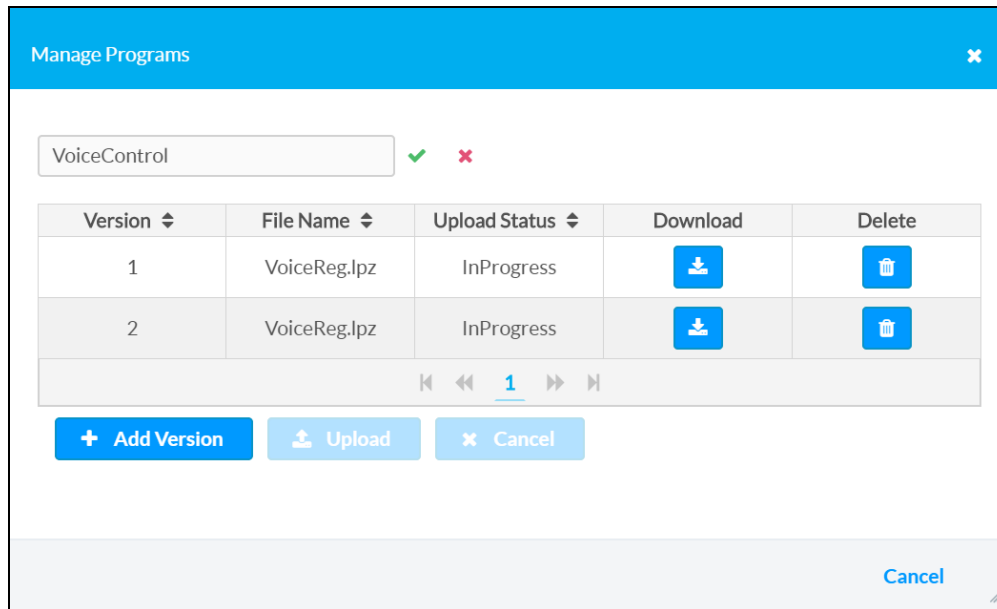 Manage Programs
VoiceControl
Version File Name Upload Status Download Delete
1 VoiceReg.lpz InProgress
2 VoiceReg.lpz InProgress
1
Add Version Upload Cancel
Cancel